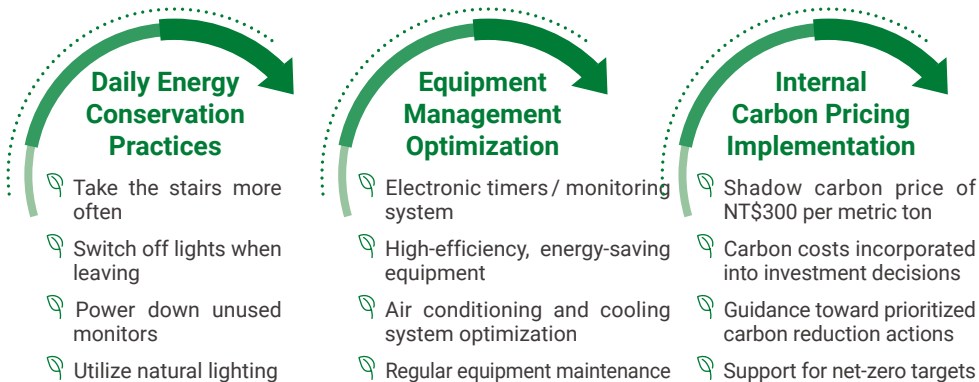 Daily Energy
Conservation
Practices
Take the stairs more
often
Switch off lights when
leaving
Power down unused
monitors
Utilize natural lighting
Equipment
Management
Optimization
Electronic timers / monitoring
system
High-efficiency, energy-saving
equipment
Air conditioning and cooling
system optimization
Regular equipment maintenance
Internal
Carbon Pricing
Implementation
Shadow carbon price of
NT$300 per metric ton
Carbon costs incorporated
into investment decisions
Guidance toward prioritized
carbon reduction actions
Support for net-zero targets